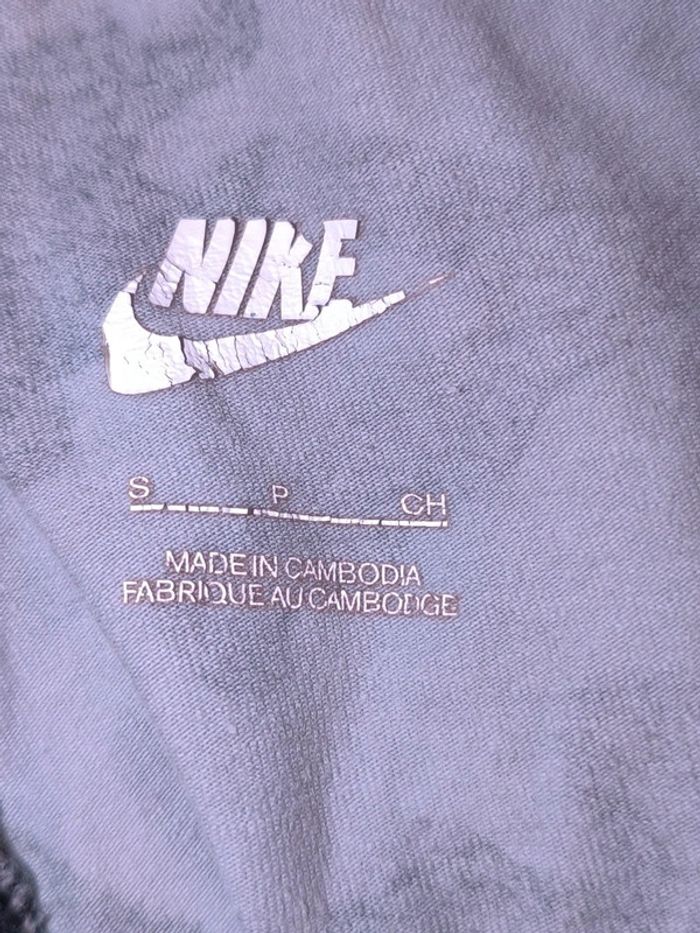 NIKE
S P CH
MADE IN CAMBODIA
FABRIQUE AU CAMBODGE